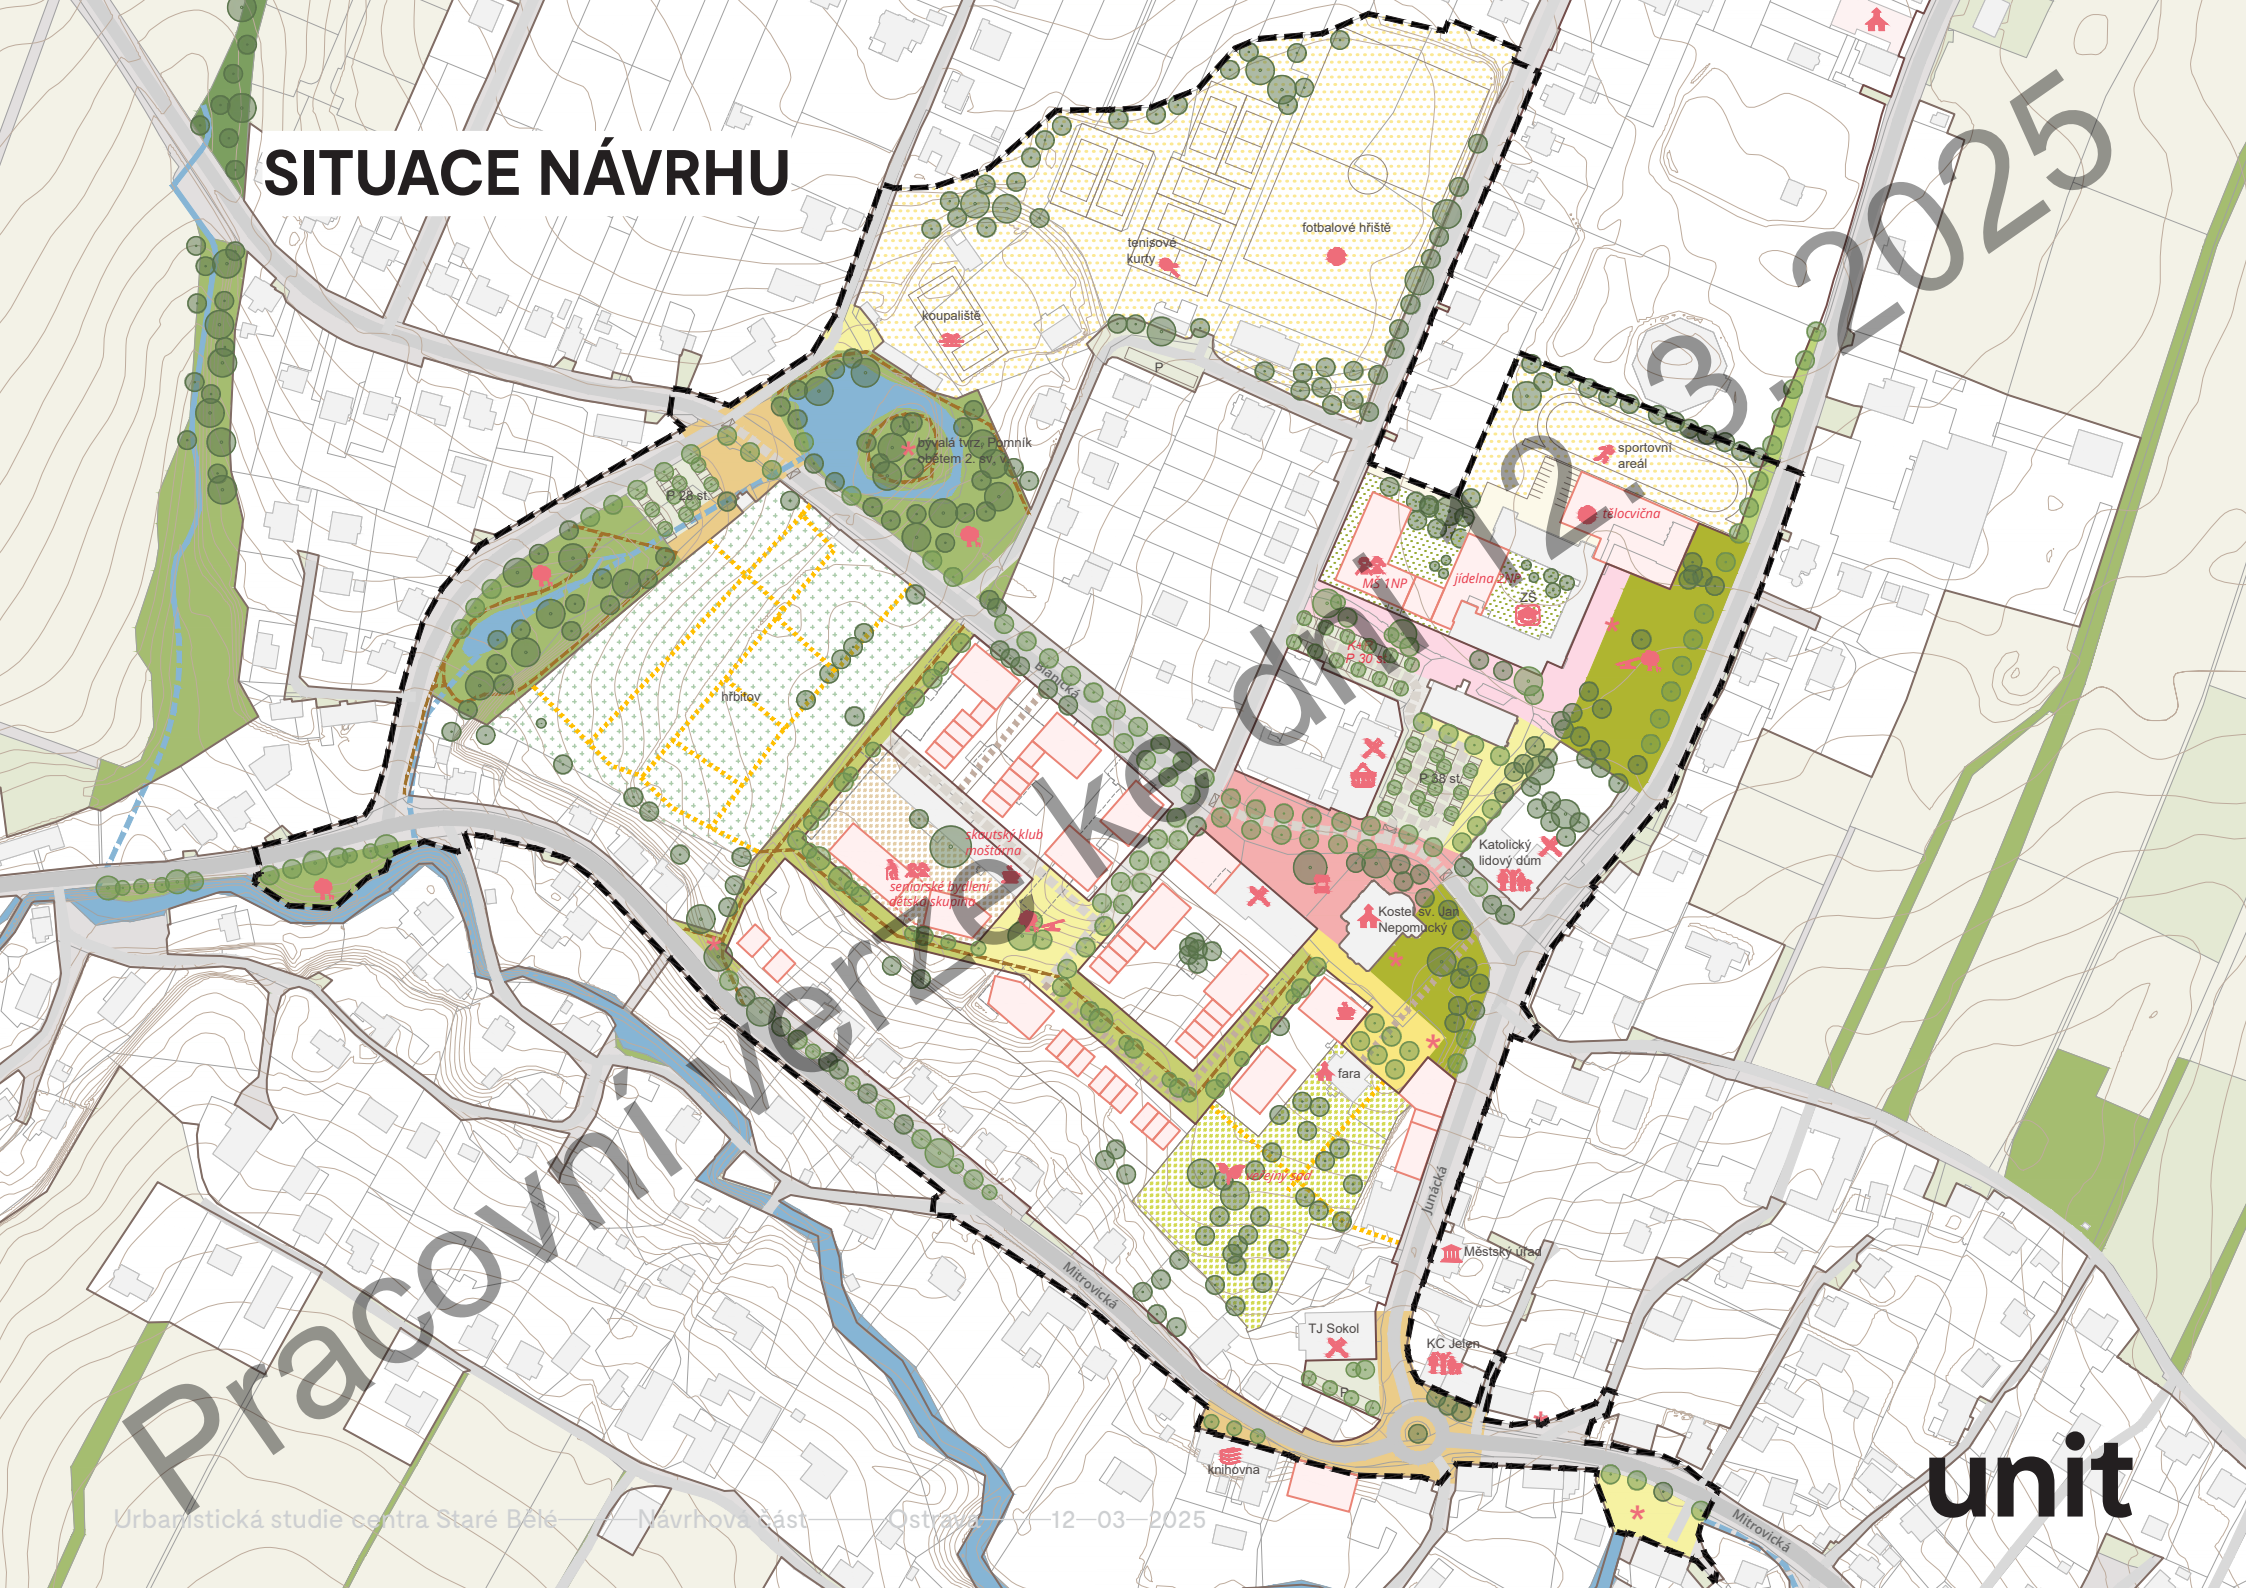 SITUACE NÁVRHU
tenisové
kurty
fotbalové hřiště
koupaliště
P
bývalá tvrz, Pomník
obětem 2. sv. v.
P 28 st.
sportovní
areál
tělocvična
MŠ 1NP
jídelna 2NP
ZŠ
K+R
P 30 st.
hřbitov
Blanická
P 38 st.
skautský klub
moštárna
seniorské bydlení
dětská skupina
Katolický
lidový dům
Kostel sv. Jan
Nepomucký
fara
veřejný sad
Junácká
Městský úřad
Mitrovická
TJ Sokol
KC Jelen
P
knihovna
Mitrovická
Pracovní verze ke dni 12.3.2025
unit
Urbanistická studie centra Staré Bělé——Návrhová část——Ostrava——12—03—2025